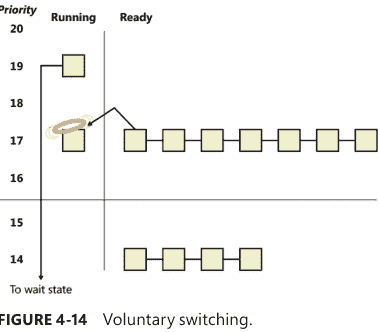 Priority
Running Ready
20
19
18
17
16
15
14
To wait state
FIGURE 4-14 Voluntary switching.